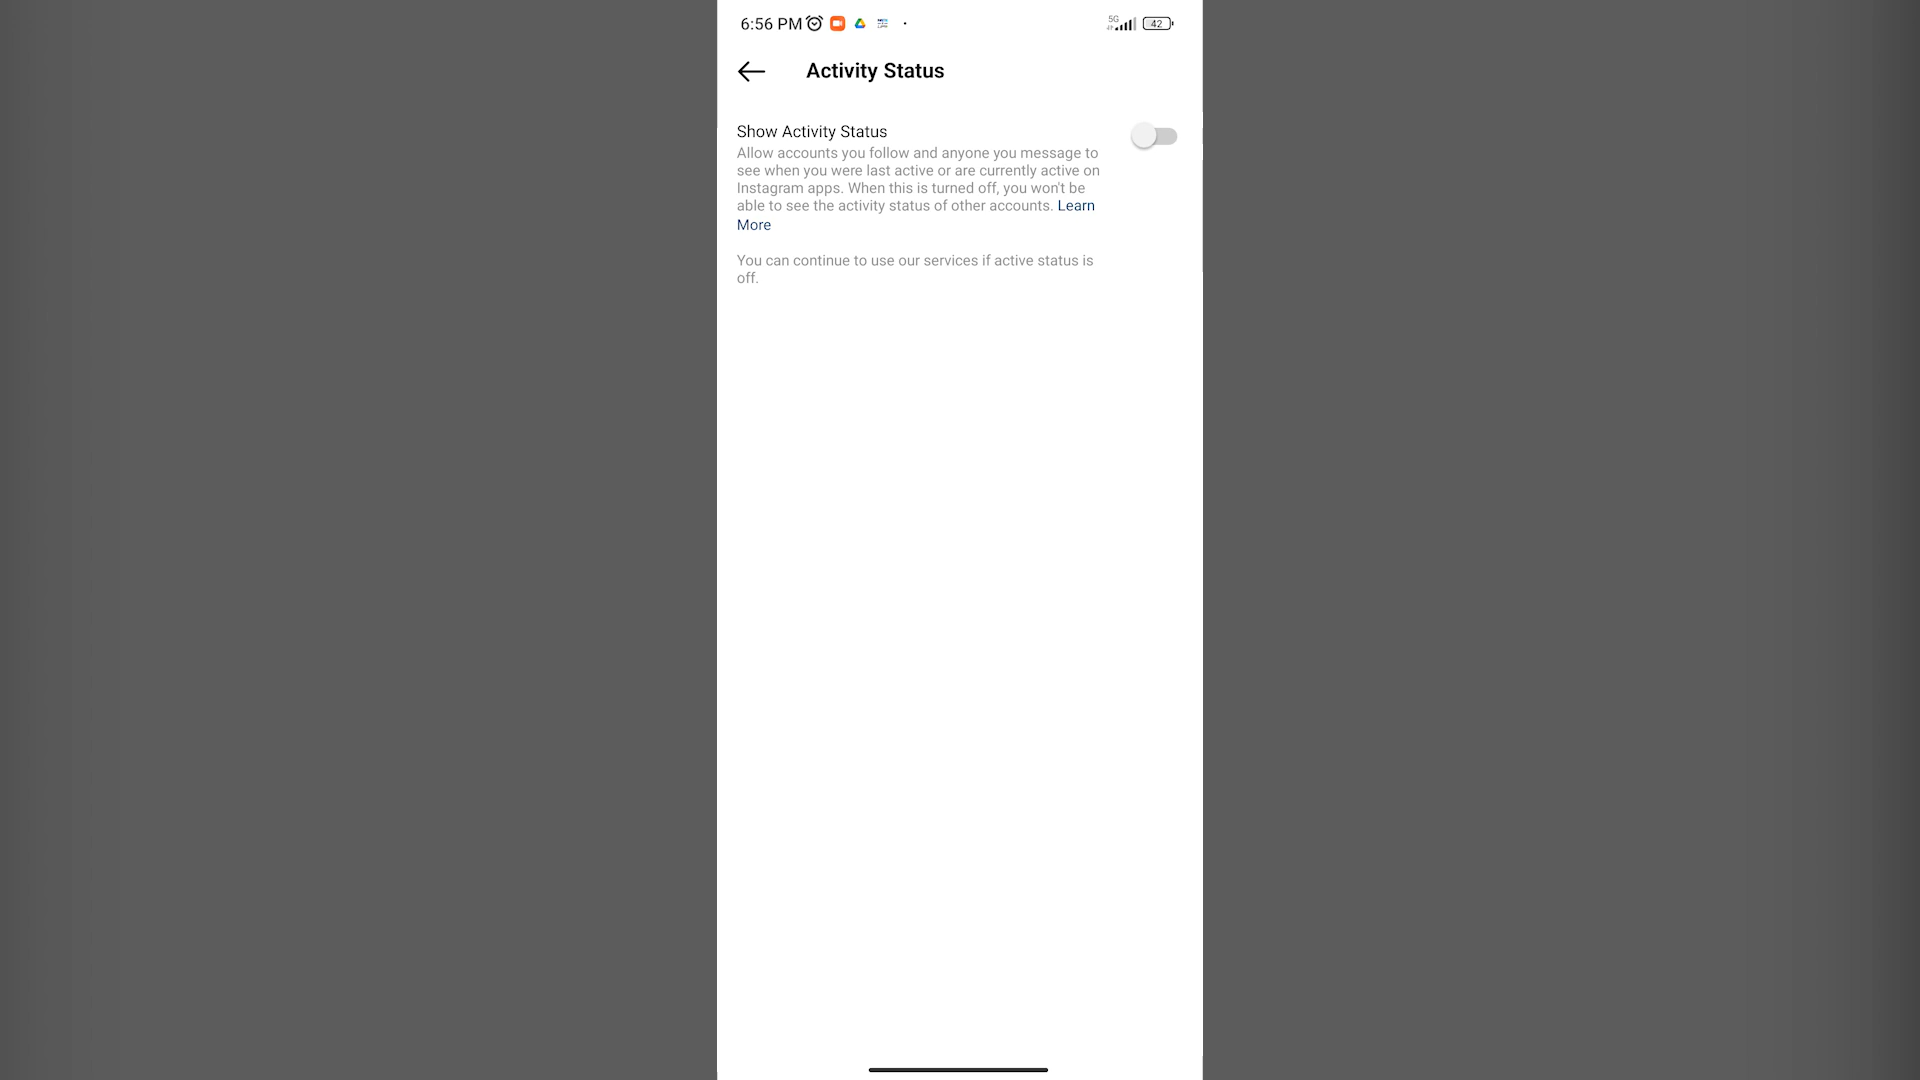 6:56 PM
5G
42
Activity Status
Show Activity Status
Allow accounts you follow and anyone you message to
see when you were last active or are currently active on
Instagram apps. When this is turned off, you won't be
able to see the activity status of other accounts. Learn
More
You can continue to use our services if active status is
off.